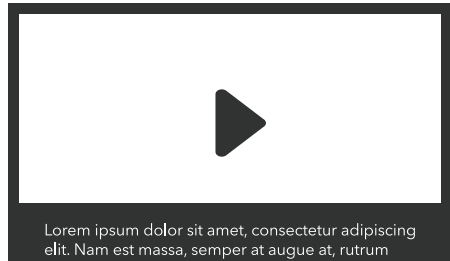 Lorem ipsum dolor sit amet, consectetur adipiscing
elit. Nam est massa, semper at augue at, rutrum